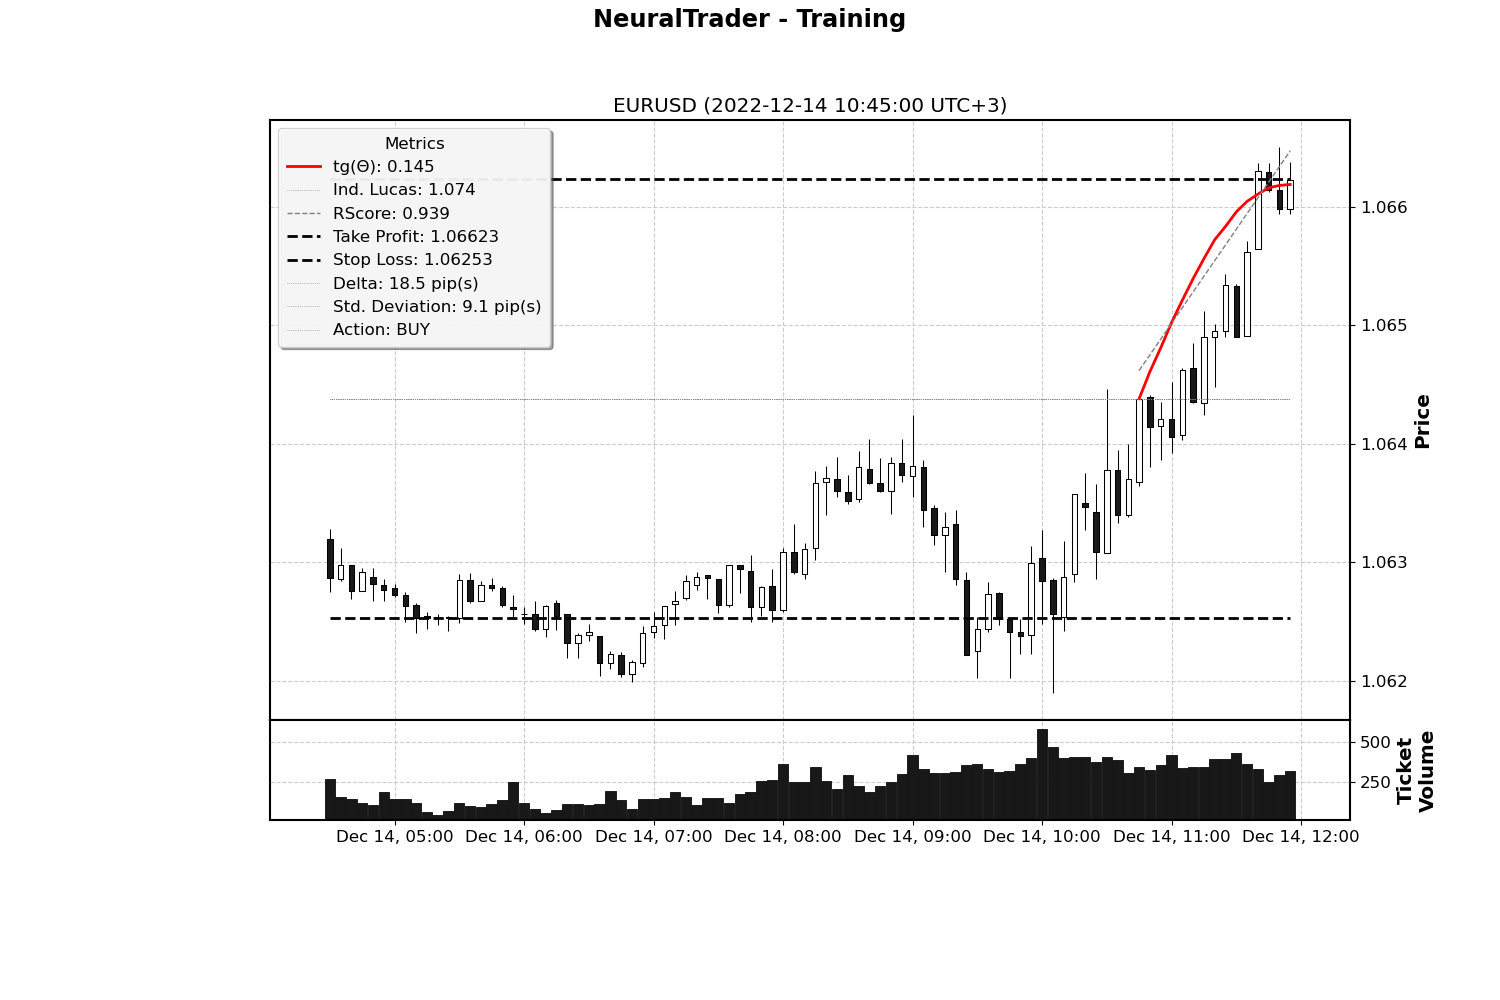 NeuralTrader - Training
EURUSD (2022-12-14 10:45:00 UTC+3)
Metrics
tg(Θ): 0.145
Ind. Lucas: 1.074
RScore: 0.939
Take Profit: 1.06623
Stop Loss: 1.06253
Delta: 18.5 pip(s)
Std. Deviation: 9.1 pip(s)
Action: BUY
1.066
1.065
1.064
1.063
1.062
Price
500
250
Ticket
Volume
Dec 14, 05:00 Dec 14, 06:00 Dec 14, 07:00 Dec 14, 08:00 Dec 14, 09:00 Dec 14, 10:00 Dec 14, 11:00 Dec 14, 12:00